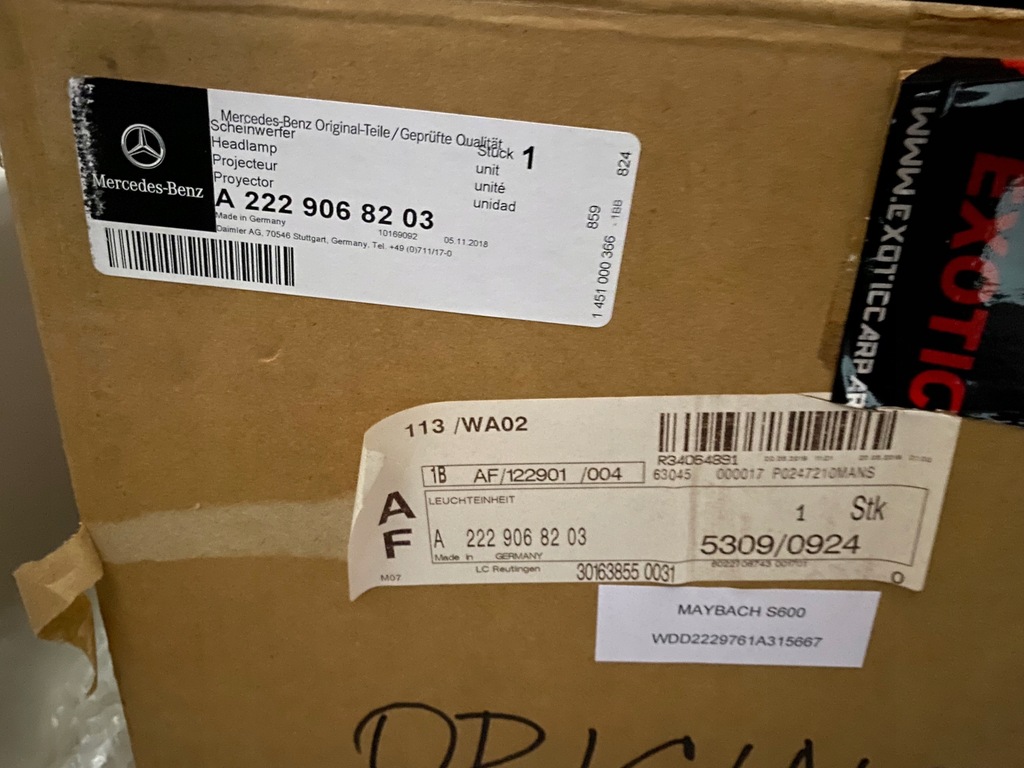 Mercedes-Benz
Mercedes-Benz Original-Teile/Geprüfte Qualität
Scheinwerfer
Headlamp
Projecteur
Proyector
Stück 1
unit
unité
unidad
A 222 906 82 03
Made in Germany
10169092 05.11.2018
Daimler AG, 70546 Stuttgart, Germany, Tel. +49 (0)711/17-0
824
859
1 451 000 366
WWW.EXOTICCARPAR
EXOTIC
113 /WA02
R34064891
63045 000017 P0247210MANS
1B AF/122901 /004
AF
LEUCHTEINHEIT
A 222 906 82 03
1 Stk
5309/0924
Made in GERMANY
LC Reutlingen
30163855 0031
M07
0
MAYBACH S600
WDD2229761A315667
ORIGINA